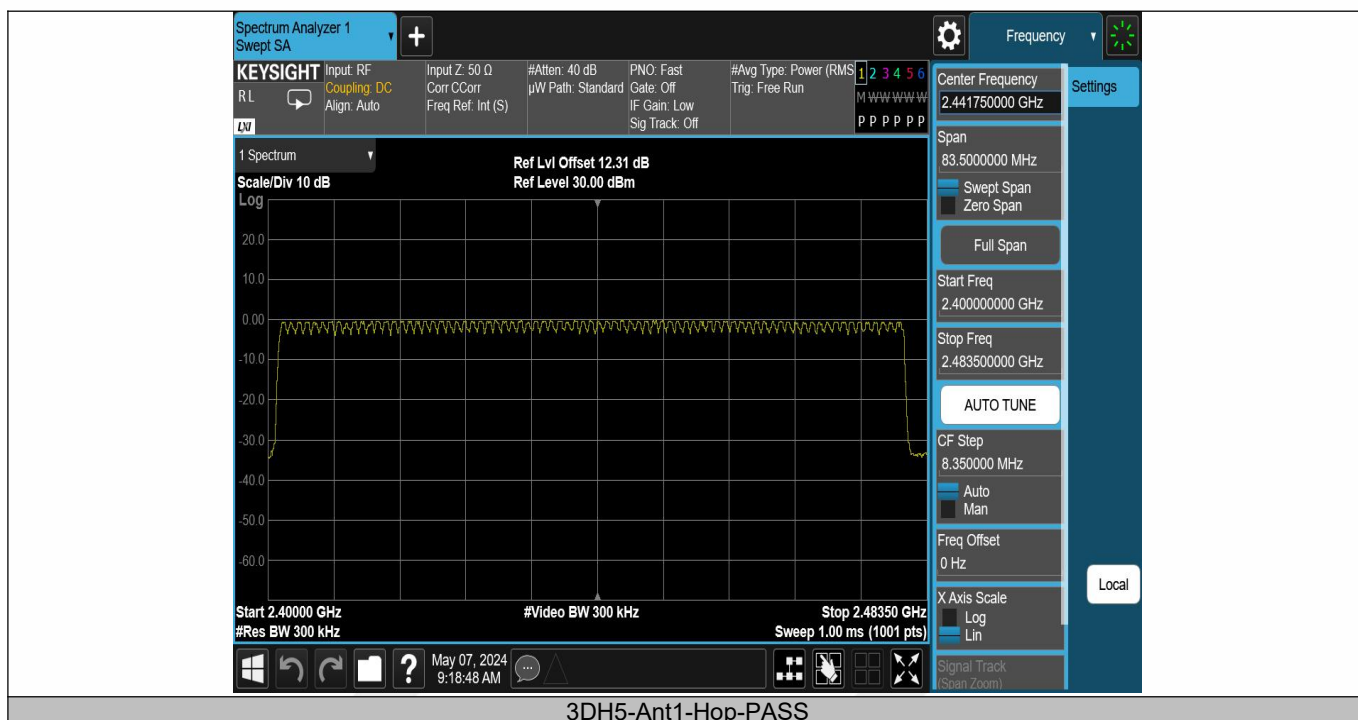 Spectrum Analyzer 1
Swept SA
Frequency
KEYSIGHT
RL
LXI
Input: RF
Coupling: DC
Align: Auto
Input Z: 50 Ω
Corr CCorr
Freq Ref: Int (S)
#Atten: 40 dB
µW Path: Standard
PNO: Fast
Gate: Off
IF Gain: Low
Sig Track: Off
#Avg Type: Power (RMS
Trig: Free Run
1 2 3 4 5 6
M W W W W W
P P P P P P
1 Spectrum
Scale/Div 10 dB
Log
Ref Lvl Offset 12.31 dB
Ref Level 30.00 dBm
20.0
10.0
0.00
-10.0
-20.0
-30.0
-40.0
-50.0
-60.0
Start 2.40000 GHz
#Res BW 300 kHz
#Video BW 300 kHz
Stop 2.48350 GHz
Sweep 1.00 ms (1001 pts)
Center Frequency
2.441750000 GHz
Settings
Span
83.5000000 MHz
Swept Span
Zero Span
Full Span
Start Freq
2.400000000 GHz
Stop Freq
2.483500000 GHz
AUTO TUNE
CF Step
8.350000 MHz
Auto
Man
Freq Offset
0 Hz
X Axis Scale
Log
Lin
Signal Track
(Span Zoom)
Local
?
May 07, 2024
9:18:48 AM
3DH5-Ant1-Hop-PASS